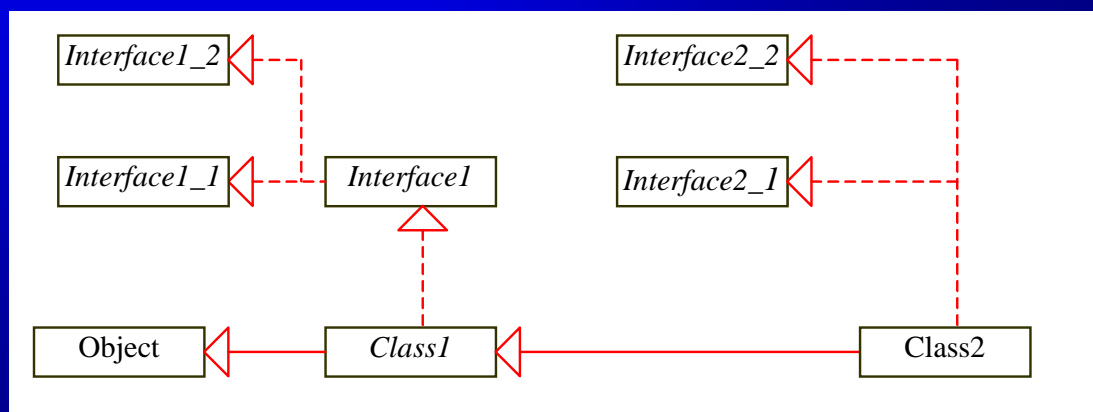 Interface1_2
Interface2_2
Interface1_1
Interface1
Interface2_1
Object
Class1
Class2